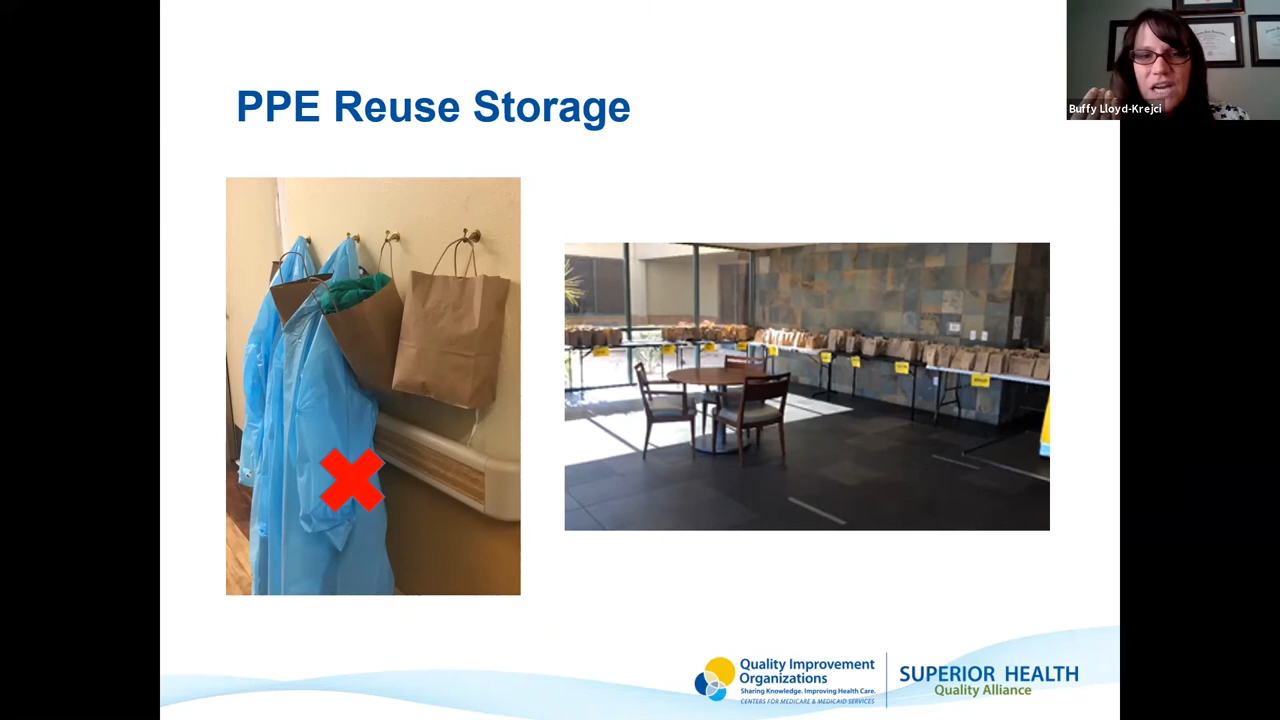 PPE Reuse Storage
Buffy Lloyd-Krejci
Quality Improvement
Organizations
Sharing Knowledge. Improving Health Care.
CENTERS FOR MEDICARE & MEDICAID SERVICES
SUPERIOR HEALTH
Quality Alliance